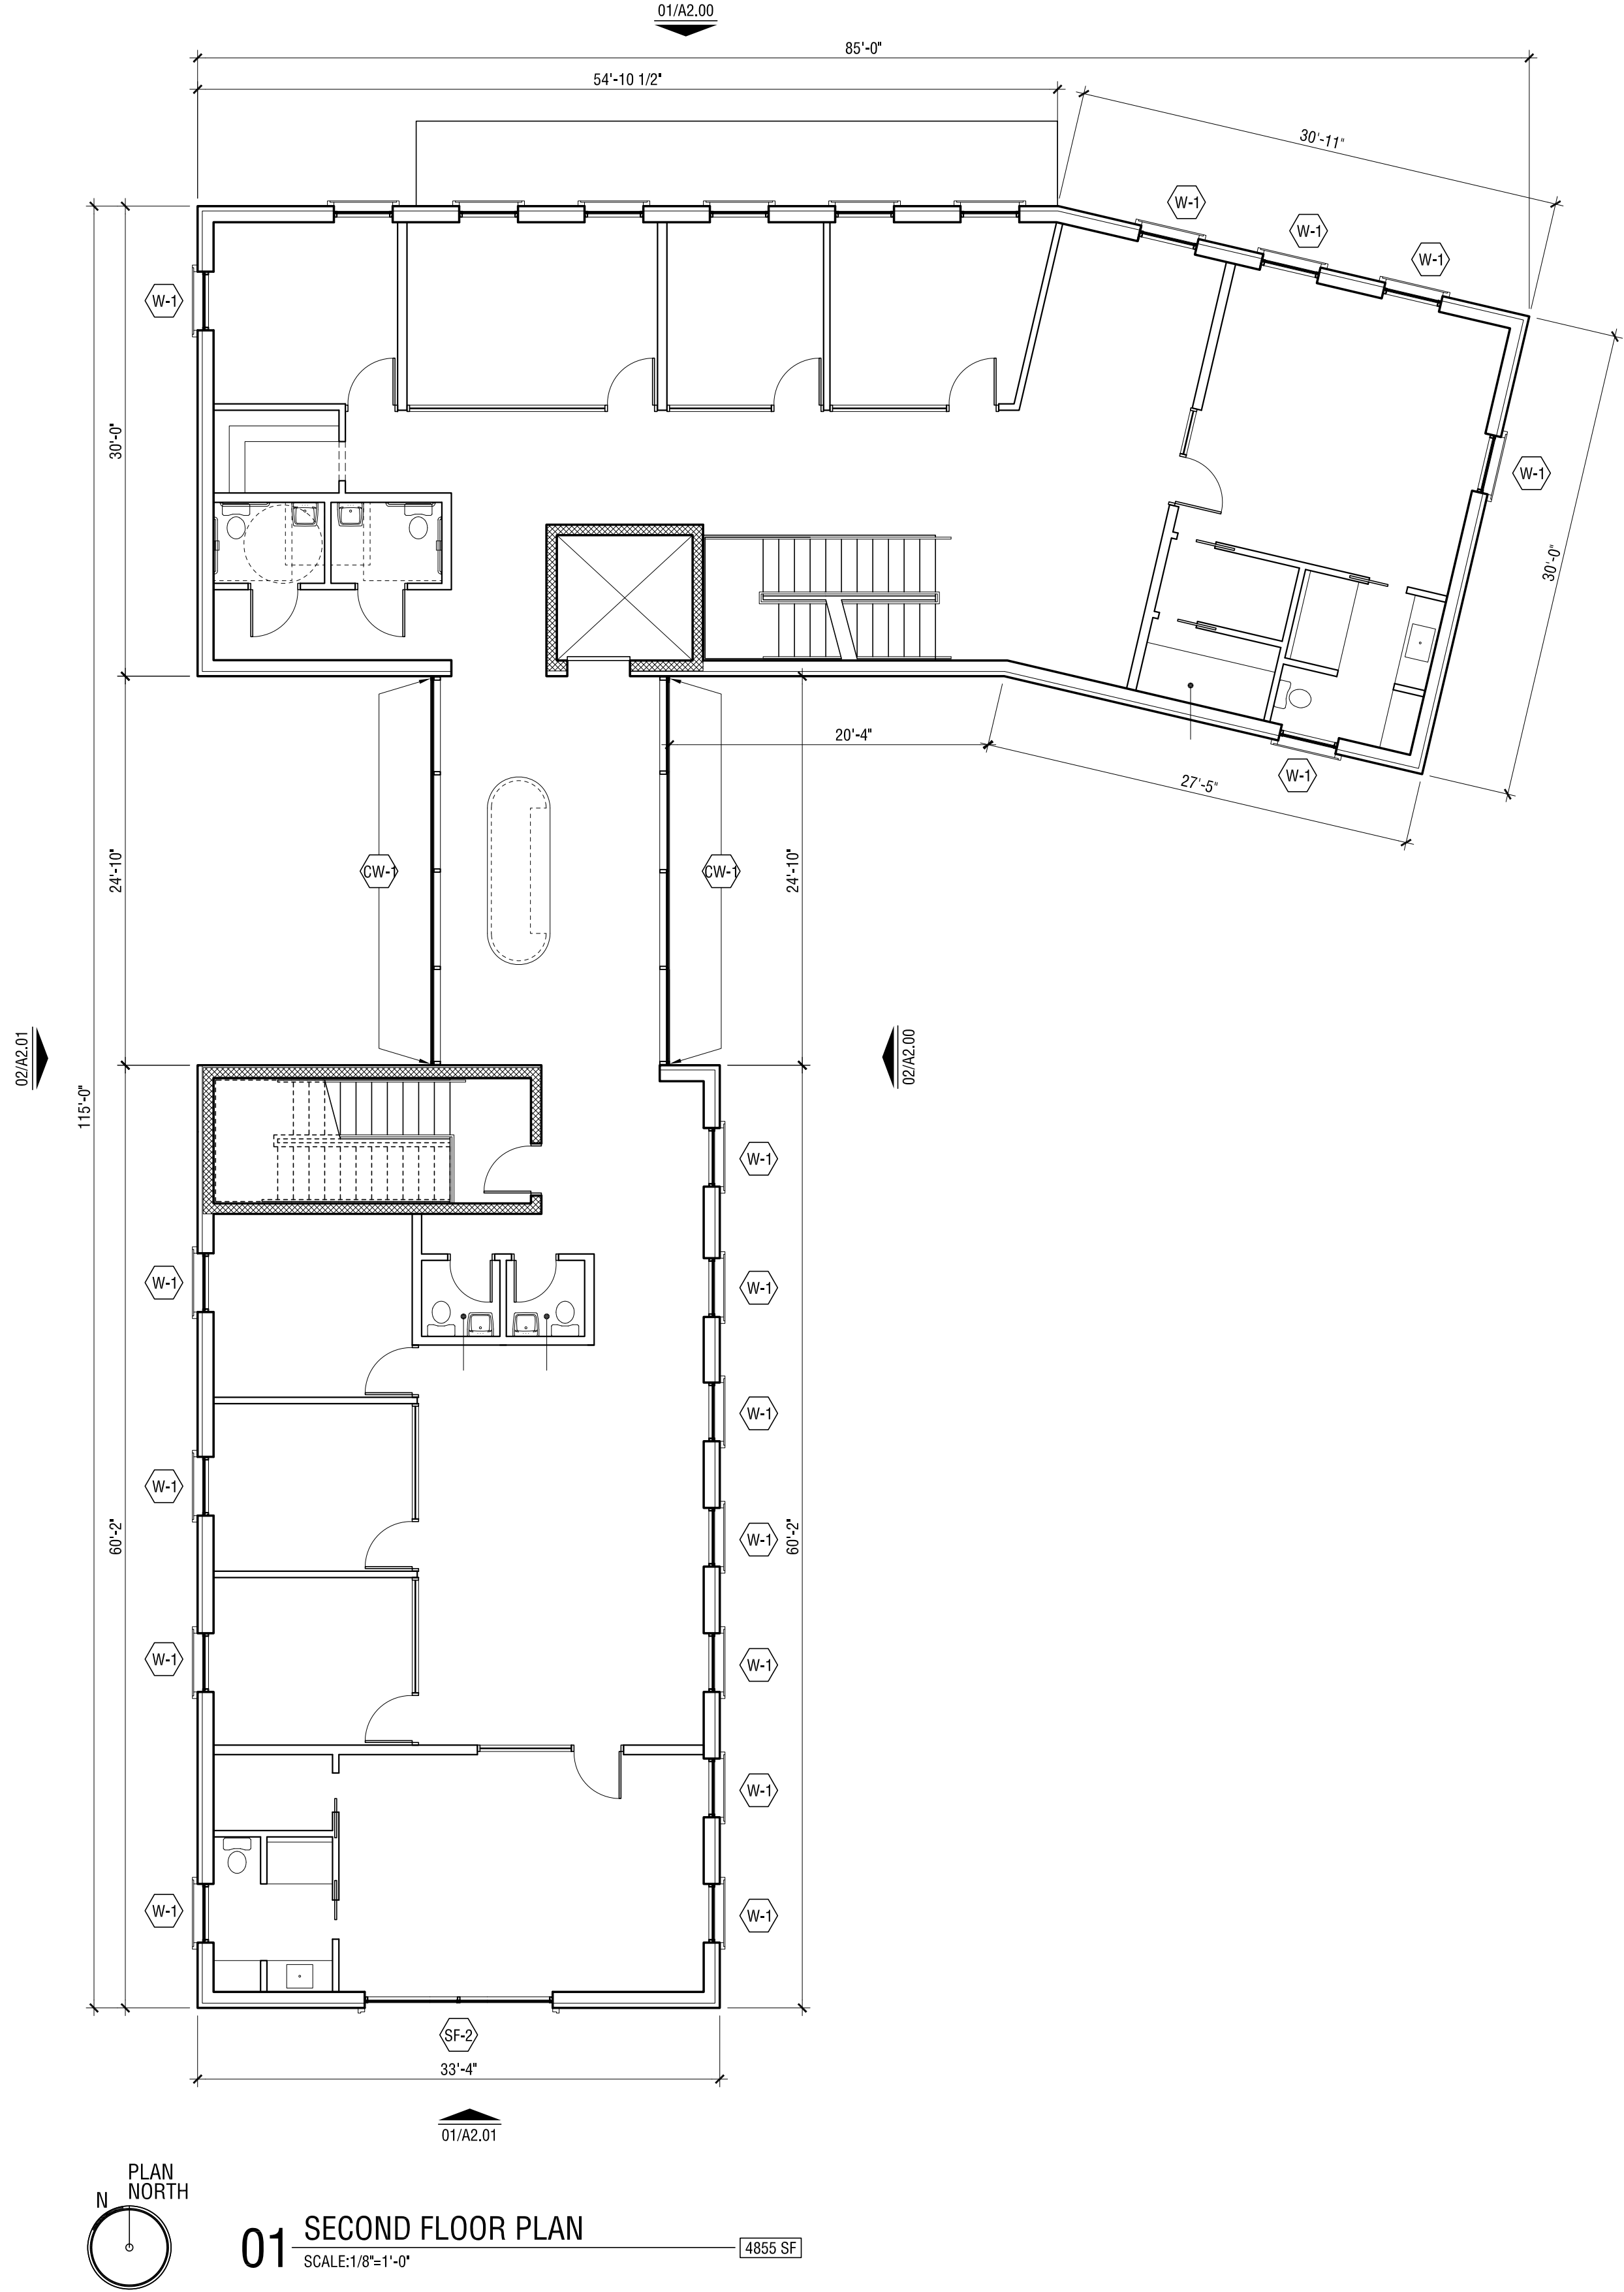 01/A2.00
85'-0"
54'-10 1/2"
30'-11"
W-1
W-1
W-1
W-1
30'-0"
W-1
30'-0"
20'-4"
27'-5"
W-1
24'-10"
CW-1
CW-1
24'-10"
02/A2.01
02/A2.00
115'-0"
W-1
W-1
W-1
W-1
W-1
60'-2"
W-1
60'-2"
W-1
W-1
W-1
W-1
W-1
SF-2
33'-4"
01/A2.01
PLAN
NORTH
N
01 SECOND FLOOR PLAN
4855 SF
SCALE:1/8"=1'-0"